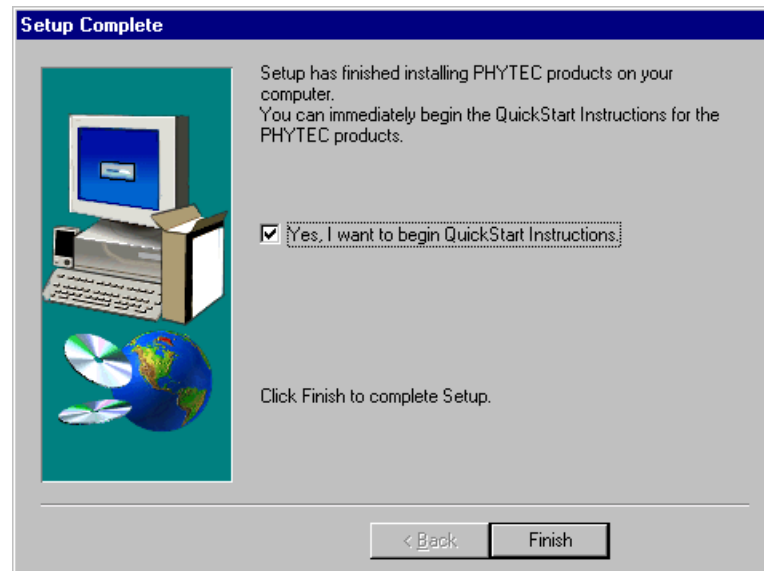 Setup Complete
Setup has finished installing PHYTEC products on your
computer.
You can immediately begin the QuickStart Instructions for the
PHYTEC products.
Yes, I want to begin QuickStart Instructions.
Click Finish to complete Setup.
< Back
Finish